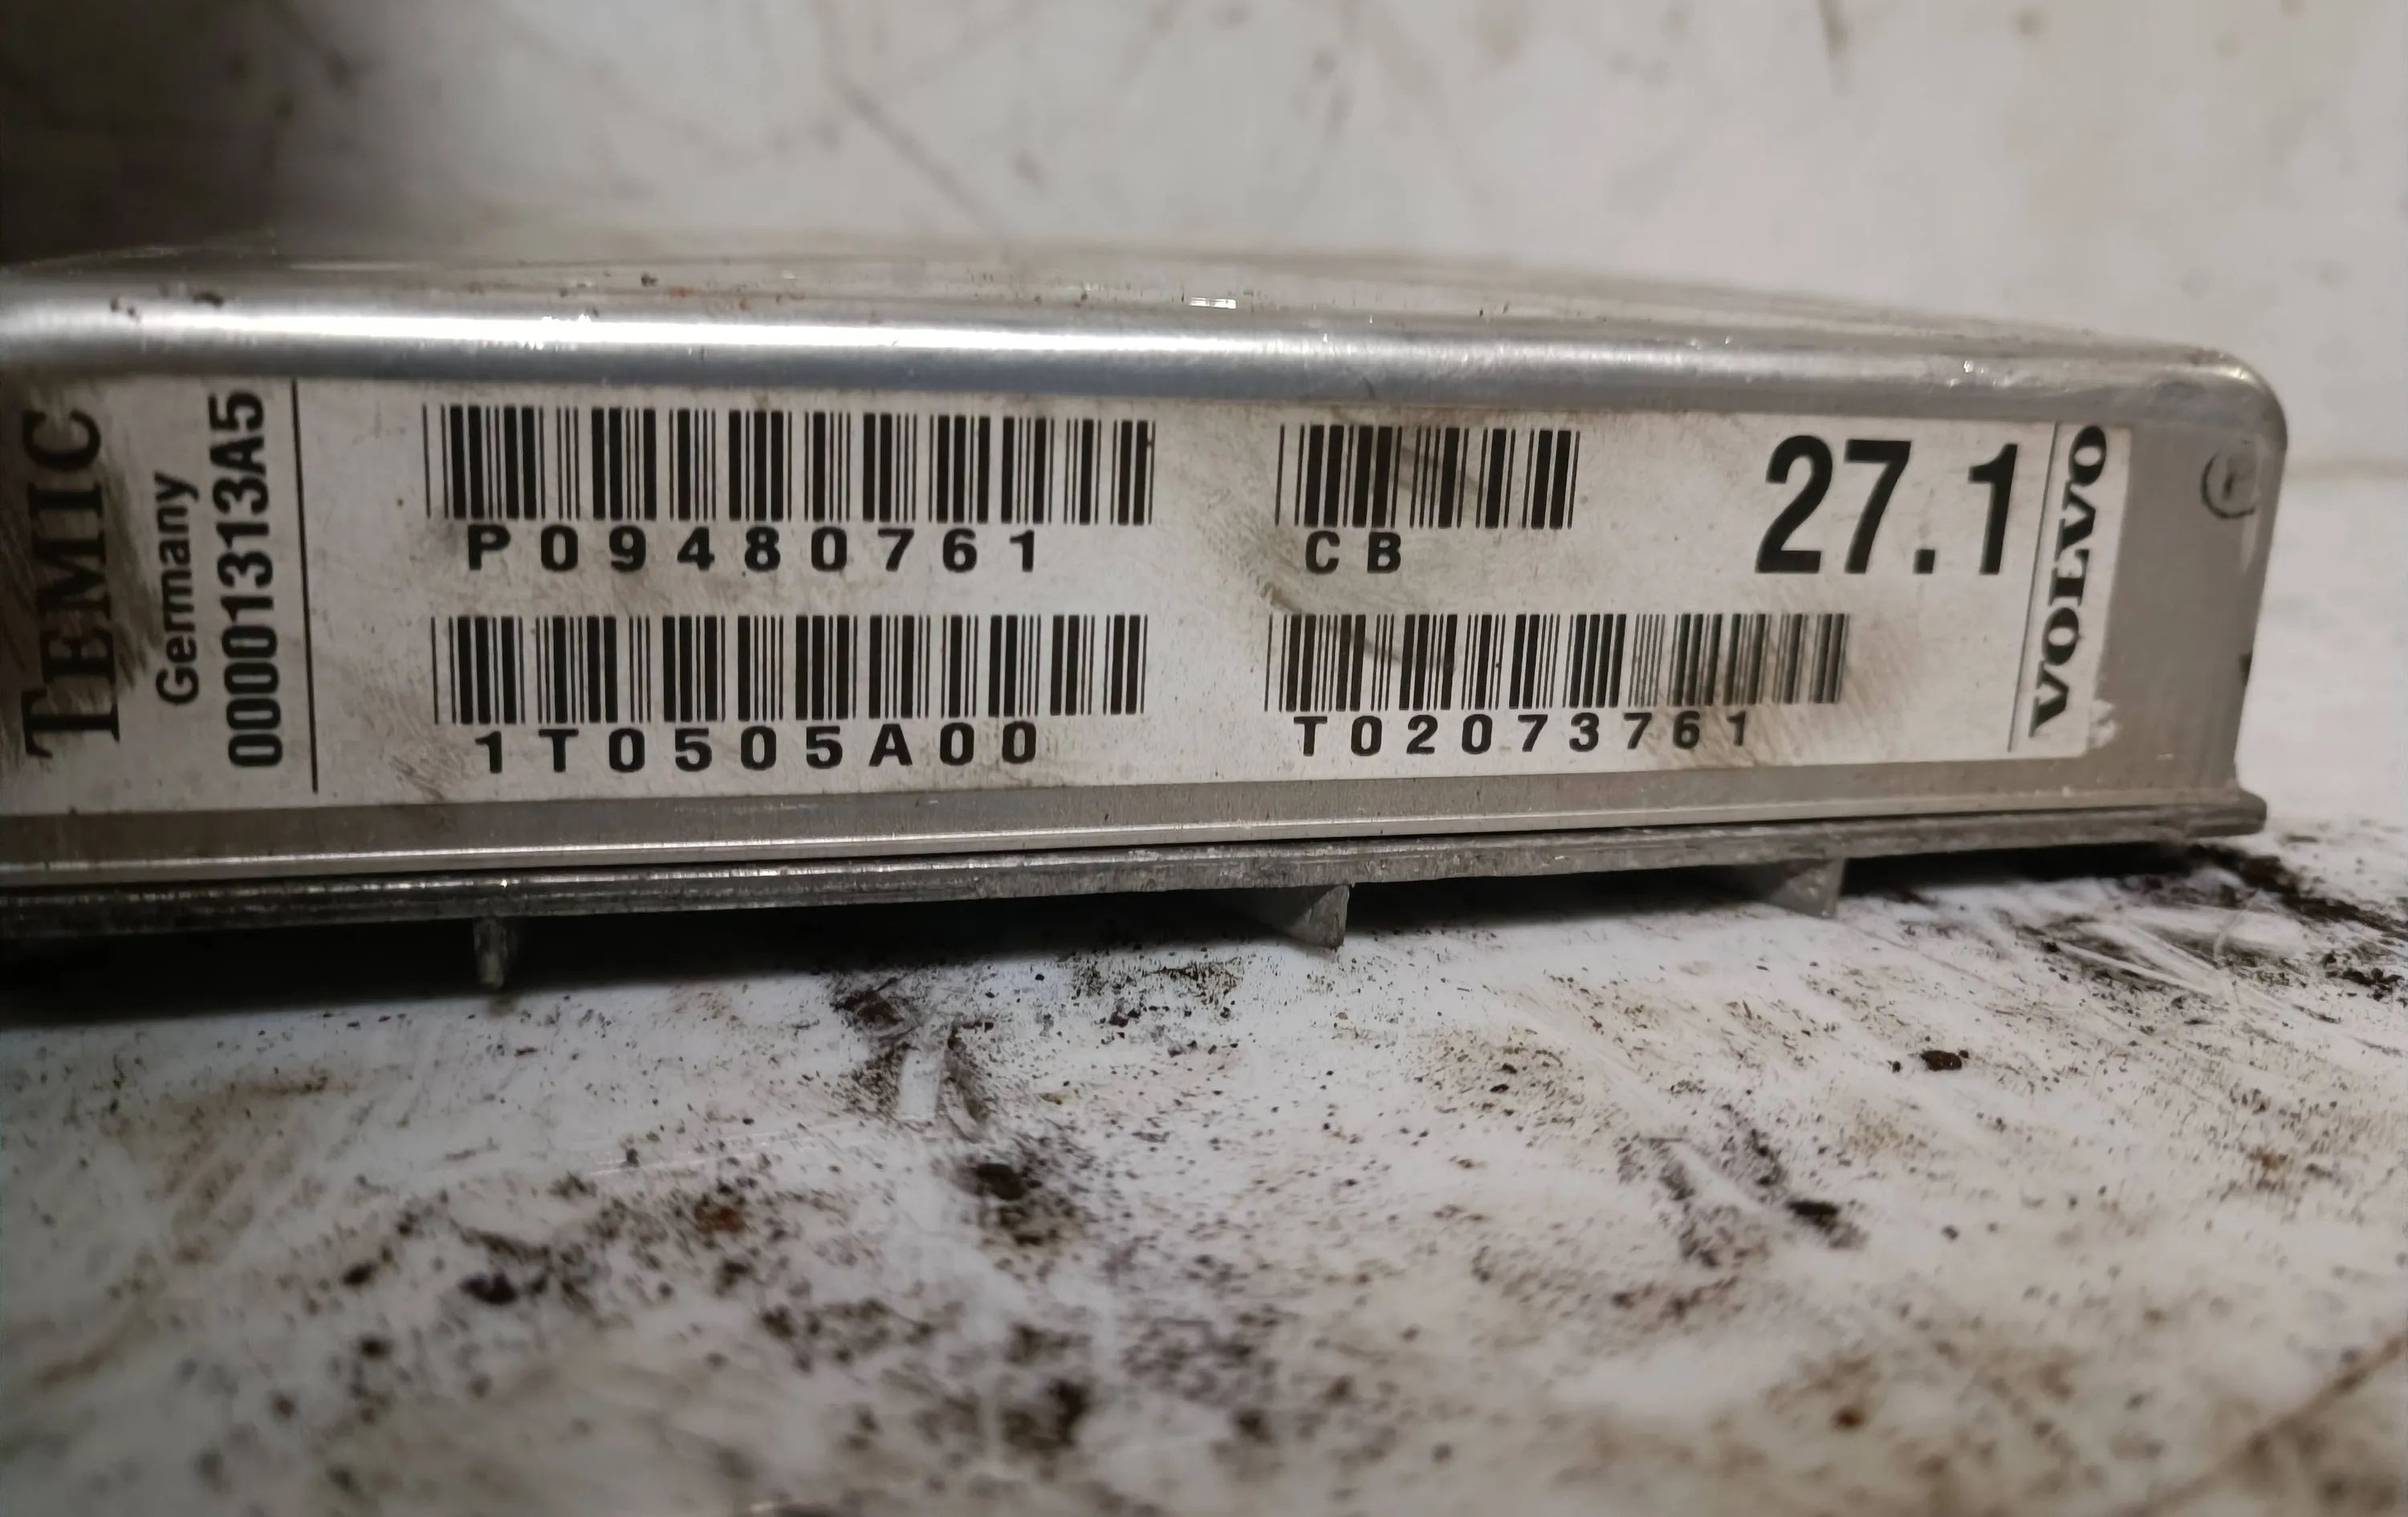 TEMIC
Germany
00001313A5
P09480761
CB
27.1
1T0505A00
T02073761
VOLVO